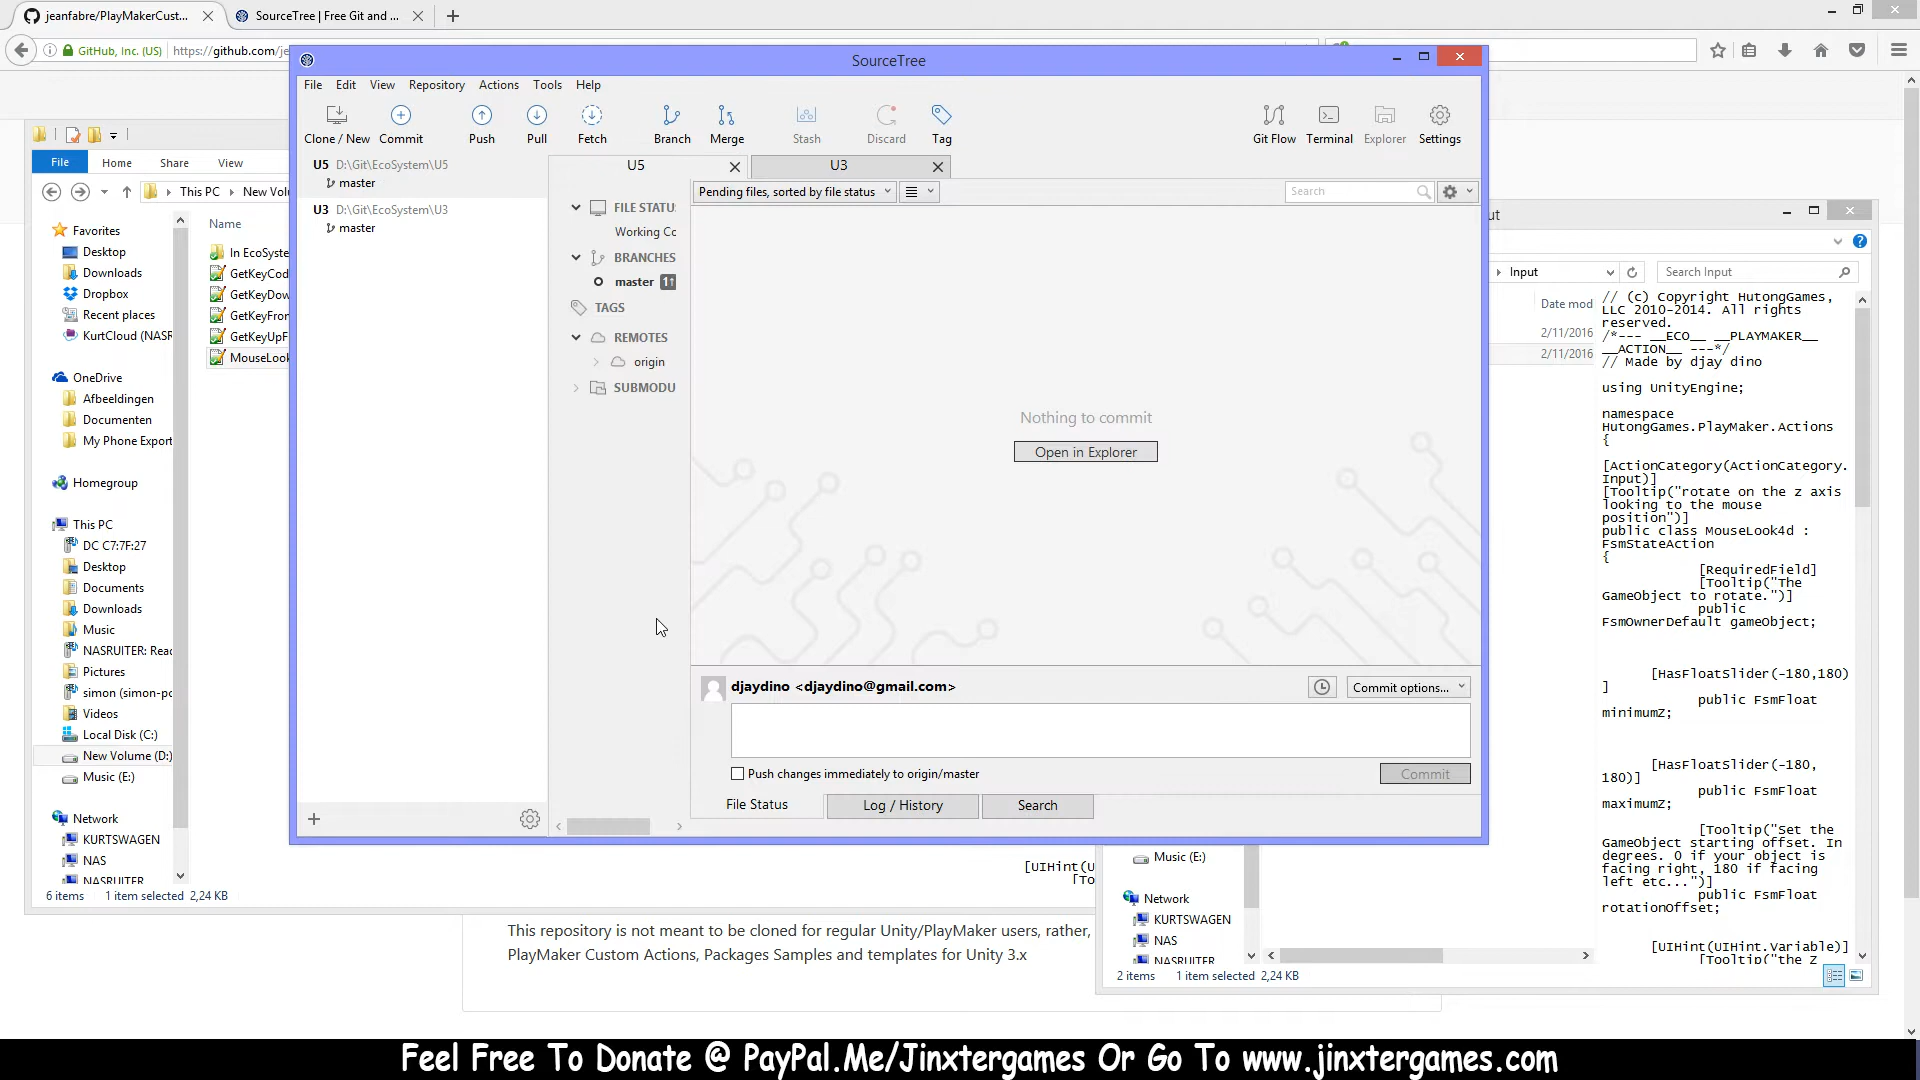 jeanfabre/PlayMakerCust...
SourceTree | Free Git and ...
GitHub, Inc. (US)
https://github.com/je
SourceTree
File Edit View Repository Actions Tools Help
Clone / New Commit Push Pull Fetch Branch Merge Stash Discard Tag Git Flow Terminal Explorer Settings
U5 D:\Git\EcoSystem\U5
master
U3 D:\Git\EcoSystem\U3
master
U5
U3
Pending files, sorted by file status
Search
FILE STATU
Working Co
BRANCHES
master 1
TAGS
REMOTES
origin
SUBMODU
Nothing to commit
Open in Explorer
djaydino <djaydino@gmail.com>
Commit options...
Push changes immediately to origin/master
Commit
File Status
Log / History
Search
File Home Share View
This PC
New Volu
Name
In EcoSyste
GetKeyCod
GetKeyDow
GetKeyFron
GetKeyUpF
MouseLook
Favorites
Desktop
Downloads
Dropbox
Recent places
KurtCloud (NASR
OneDrive
Afbeeldingen
Documenten
My Phone Export
Homegroup
This PC
DC C7:7F:27
Desktop
Documents
Downloads
Music
NASRUITER: Read
Pictures
simon (simon-pc
Videos
Local Disk (C:)
New Volume (D:)
Music (E:)
Network
KURTSWAGEN
NAS
NASRUITER
6 items 1 item selected 2,24 KB
[UIHint(U
[To
ut
Input
Search Input
Date mod
2/11/2016
2/11/2016
// (c) Copyright HutongGames,
LLC 2010-2014. All rights
reserved.
/*--- __ECO__ __PLAYMAKER__
__ACTION__ ---*/
// Made by djay dino
using UnityEngine;
namespace
HutongGames.PlayMaker.Actions
{
[ActionCategory(ActionCategory.
Input)]
[Tooltip("rotate on the z axis
looking to the mouse
position")]
public class MouseLook4d :
FsmStateAction
{
[RequiredField]
[Tooltip("The
GameObject to rotate.")]
public
FsmOwnerDefault gameObject;
[HasFloatSlider(-180,180)
]
public FsmFloat
minimumZ;
[HasFloatSlider(-180,
180)]
public FsmFloat
maximumZ;
[Tooltip("Set the
GameObject starting offset. In
degrees. 0 if your object is
facing right, 180 if facing
left etc...")]
public FsmFloat
rotationOffset;
[UIHint(UIHint.Variable)]
[Tooltip("the Z
Music (E:)
Network
KURTSWAGEN
NAS
NASRUITER
2 items 1 item selected 2,24 KB
This repository is not meant to be cloned for regular Unity/PlayMaker users, rather,
PlayMaker Custom Actions, Packages Samples and templates for Unity 3.x
Feel Free To Donate @ PayPal.Me/Jinxtergames Or Go To www.jinxtergames.com